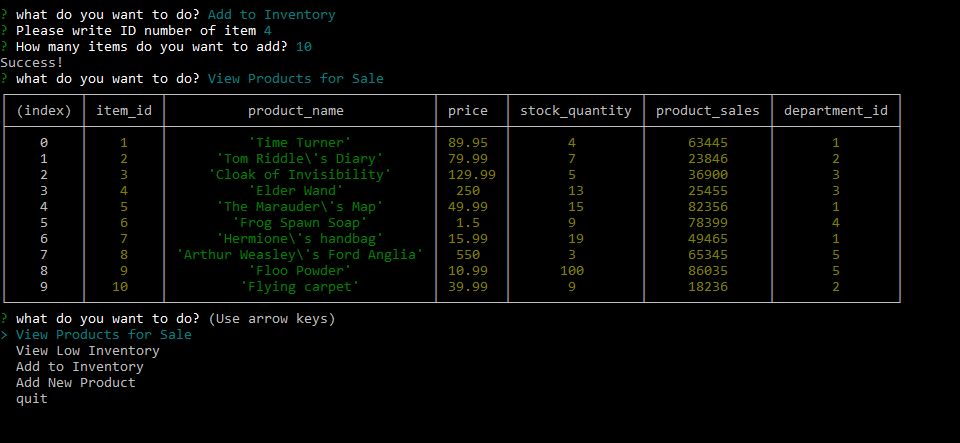 ? what do you want to do? Add to Inventory
? Please write ID number of item 4
? How many items do you want to add? 10
Success!
? what do you want to do? View Products for Sale
(index) item_id product_name price stock_quantity product_sales department_id
0 1 'Time Turner' 89.95 4 63445 1
1 2 'Tom Riddle\'s Diary' 79.99 7 23846 2
2 3 'Cloak of Invisibility' 129.99 5 36900 3
3 4 'Elder Wand' 250 13 25455 3
4 5 'The Marauder\'s Map' 49.99 15 82356 1
5 6 'Frog Spawn Soap' 1.5 9 78399 4
6 7 'Hermione\'s handbag' 15.99 19 49465 1
7 8 'Arthur Weasley\'s Ford Anglia' 550 3 65345 5
8 9 'Floo Powder' 10.99 100 86035 5
9 10 'Flying carpet' 39.99 9 18236 2
? what do you want to do? (Use arrow keys)
> View Products for Sale
View Low Inventory
Add to Inventory
Add New Product
quit